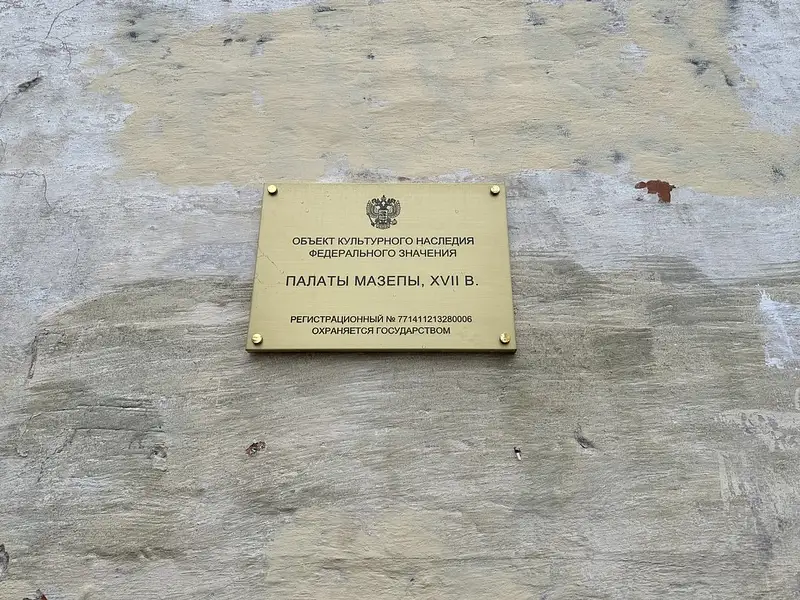 ОБЪЕКТ КУЛЬТУРНОГО НАСЛЕДИЯ
ФЕДЕРАЛЬНОГО ЗНАЧЕНИЯ
ПАЛАТЫ МАЗЕПЫ, XVII В.
РЕГИСТРАЦИОННЫЙ № 771411213280006
ОХРАНЯЕТСЯ ГОСУДАРСТВОМ